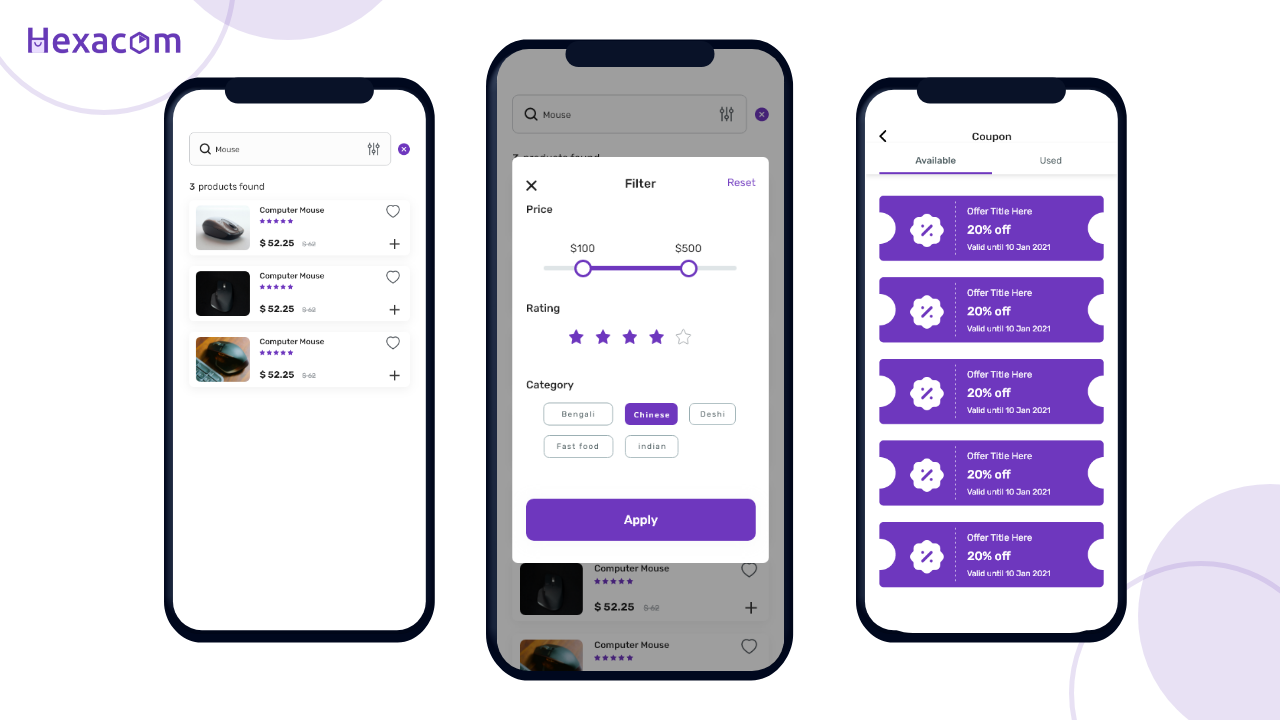 Hexacom
Mouse
3 products found
Computer Mouse
$ 52.25 $ 62
Computer Mouse
$ 52.25 $ 62
Computer Mouse
$ 52.25 $ 62
Mouse
3 products found
Filter
Reset
Price
$100 $500
Rating
Category
Bengali Chinese Deshi
Fast food indian
Apply
Computer Mouse
$ 52.25 $ 62
Computer Mouse
Coupon
Available Used
Offer Title Here
20% off
Valid until 10 Jan 2021
Offer Title Here
20% off
Valid until 10 Jan 2021
Offer Title Here
20% off
Valid until 10 Jan 2021
Offer Title Here
20% off
Valid until 10 Jan 2021
Offer Title Here
20% off
Valid until 10 Jan 2021